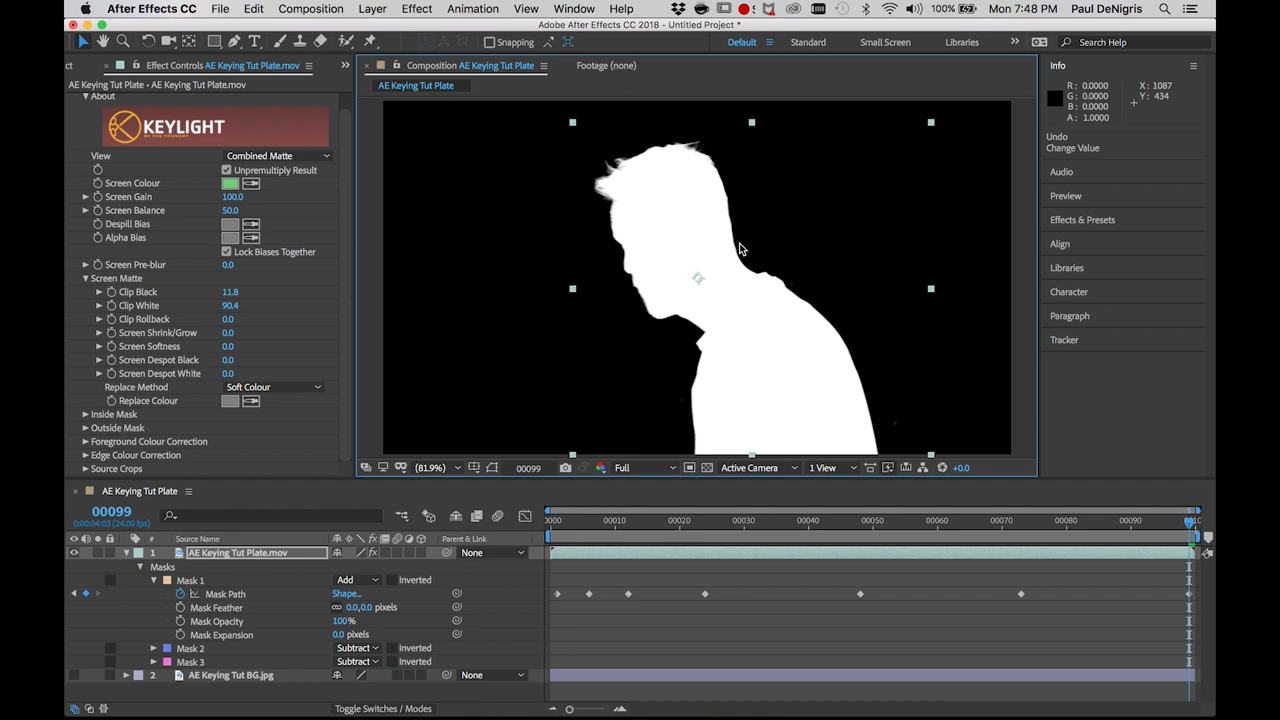 After Effects CC File Edit Composition Layer Effect Animation View Window Help 100% Mon 7:48 PM Paul DeNigris
Adobe After Effects CC 2018 - Untitled Project *
Snapping Default Standard Small Screen Libraries Search Help
ct Effect Controls AE Keying Tut Plate.mov Composition AE Keying Tut Plate Footage (none) Info
AE Keying Tut Plate • AE Keying Tut Plate.mov AE Keying Tut Plate
R: 0.0000 X: 1087
G: 0.0000 Y: 434
B: 0.0000
A: 1.0000
Undo
Change Value
Audio
Preview
Effects & Presets
Align
Libraries
Character
Paragraph
Tracker
About
KEYLIGHT
View Combined Matte
Unpremultiply Result
Screen Colour
Screen Gain 100.0
Screen Balance 50.0
Despill Bias
Alpha Bias
Lock Biases Together
Screen Pre-blur 0.0
Screen Matte
Clip Black 11.8
Clip White 90.4
Clip Rollback 0.0
Screen Shrink/Grow 0.0
Screen Softness 0.0
Screen Despot Black 0.0
Screen Despot White 0.0
Replace Method Soft Colour
Replace Colour
Inside Mask
Outside Mask
Foreground Colour Correction
Edge Colour Correction
Source Crops
(81.9%) 00099 Full Active Camera 1 View +0.0
AE Keying Tut Plate
00099
0:00:04:03 (24.00 fps)
0000 00010 00020 00030 00040 00050 00060 00070 00080 00090
# Source Name Parent & Link
1 AE Keying Tut Plate.mov None
Masks
Mask 1 Add Inverted
Mask Path Shape...
Mask Feather 0.0,0.0 pixels
Mask Opacity 100%
Mask Expansion 0.0 pixels
Mask 2 Subtract Inverted
Mask 3 Subtract Inverted
2 AE Keying Tut BG.jpg None
Toggle Switches / Modes